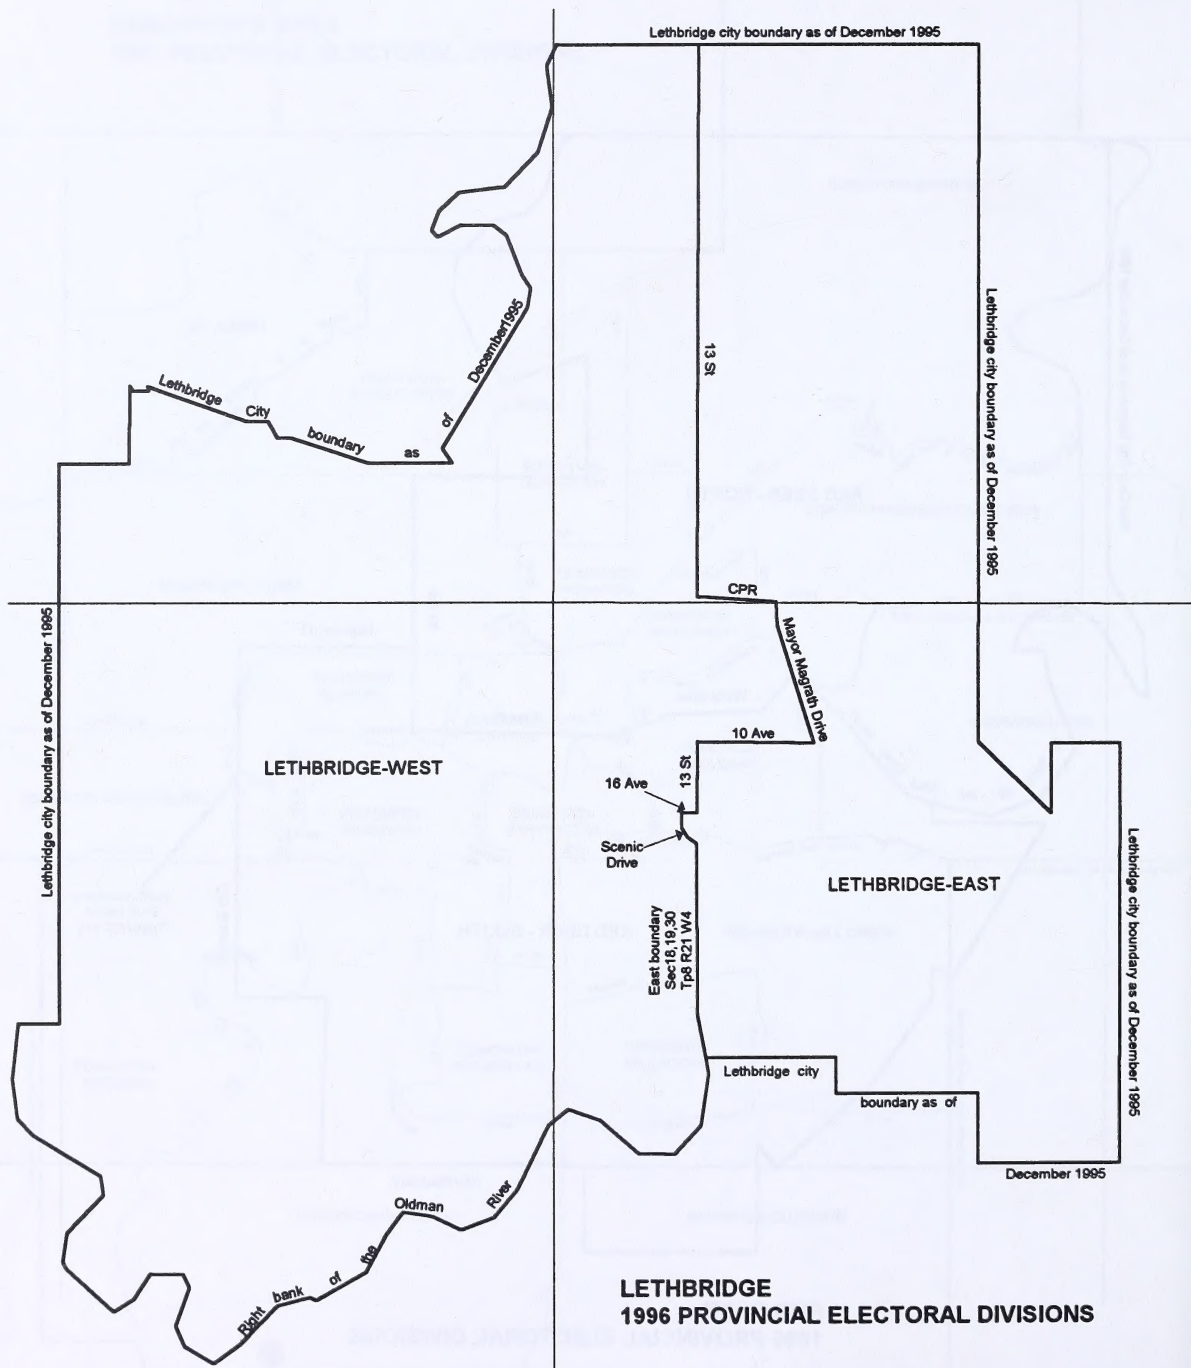 Lethbridge city boundary as of December 1995
Lethbridge city boundary as of December 1995
13 St
Lethbridge City boundary as of December1995
CPR
Mayor Magrath Drive
10 Ave
13 St
16 Ave
Scenic
Drive
Lethbridge city boundary as of December 1995
LETHBRIDGE-WEST
LETHBRIDGE-EAST
East boundary
Sec18,19,30
Tp8 R21 W4
Lethbridge city boundary as of December 1995
Lethbridge city
boundary as of
December 1995
Right bank of the Oldman River
LETHBRIDGE
1996 PROVINCIAL ELECTORAL DIVISIONS